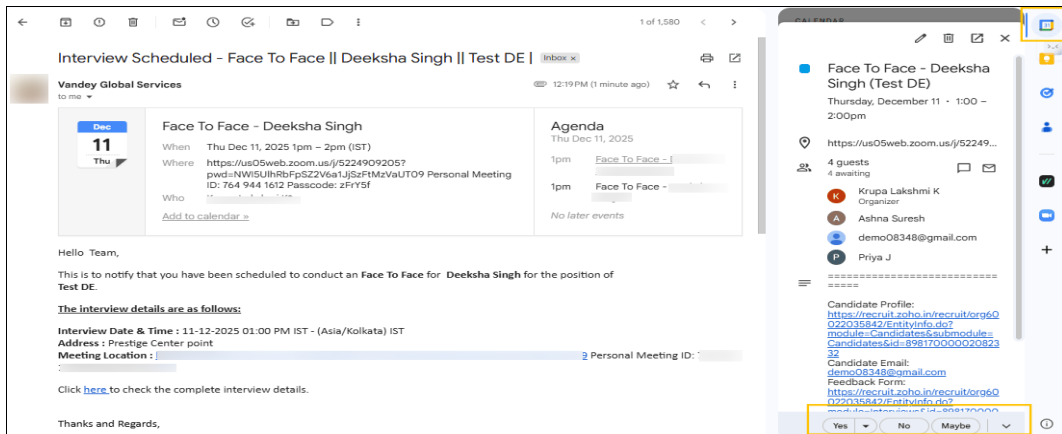 1 of 1,580
Interview Scheduled - Face To Face || Deeksha Singh || Test DE | Inbox x
Vandey Global Services
12:19 PM (1 minute ago)
to me
Dec
11
Thu
Face To Face - Deeksha Singh
When Thu Dec 11, 2025 1pm – 2pm (IST)
Where https://us05web.zoom.us/j/5224909205?
pwd=NWI5UlhRbFpSZ2V6a1JjSzFtMzVaUT09 Personal Meeting
ID: 764 944 1612 Passcode: zFrY5f
Who
Add to calendar »
Agenda
Thu Dec 11, 2025
1pm Face To Face -
1pm Face To Face -
No later events
Hello Team,
This is to notify that you have been scheduled to conduct an Face To Face for Deeksha Singh for the position of
Test DE.
The interview details are as follows:
Interview Date & Time : 11-12-2025 01:00 PM IST - (Asia/Kolkata) IST
Address : Prestige Center point
Meeting Location : 9 Personal Meeting ID:
Click here to check the complete interview details.
Thanks and Regards,
CALENDAR
Face To Face - Deeksha
Singh (Test DE)
Thursday, December 11 · 1:00 –
2:00pm
https://us05web.zoom.us/j/52249...
4 guests
4 awaiting
K Krupa Lakshmi K
Organizer
A Ashna Suresh
demo08348@gmail.com
P Priya J
============================
=====
Candidate Profile:
https://recruit.zoho.in/recruit/org60
022035842/EntityInfo.do?
module=Candidates&submodule=
Candidates&id=898170000020823
32
Candidate Email:
demo08348@gmail.com
Feedback Form:
https://recruit.zoho.in/recruit/org60
022035842/EntityInfo.do?
module=Interviews&id=898170000
Yes
No
Maybe
31